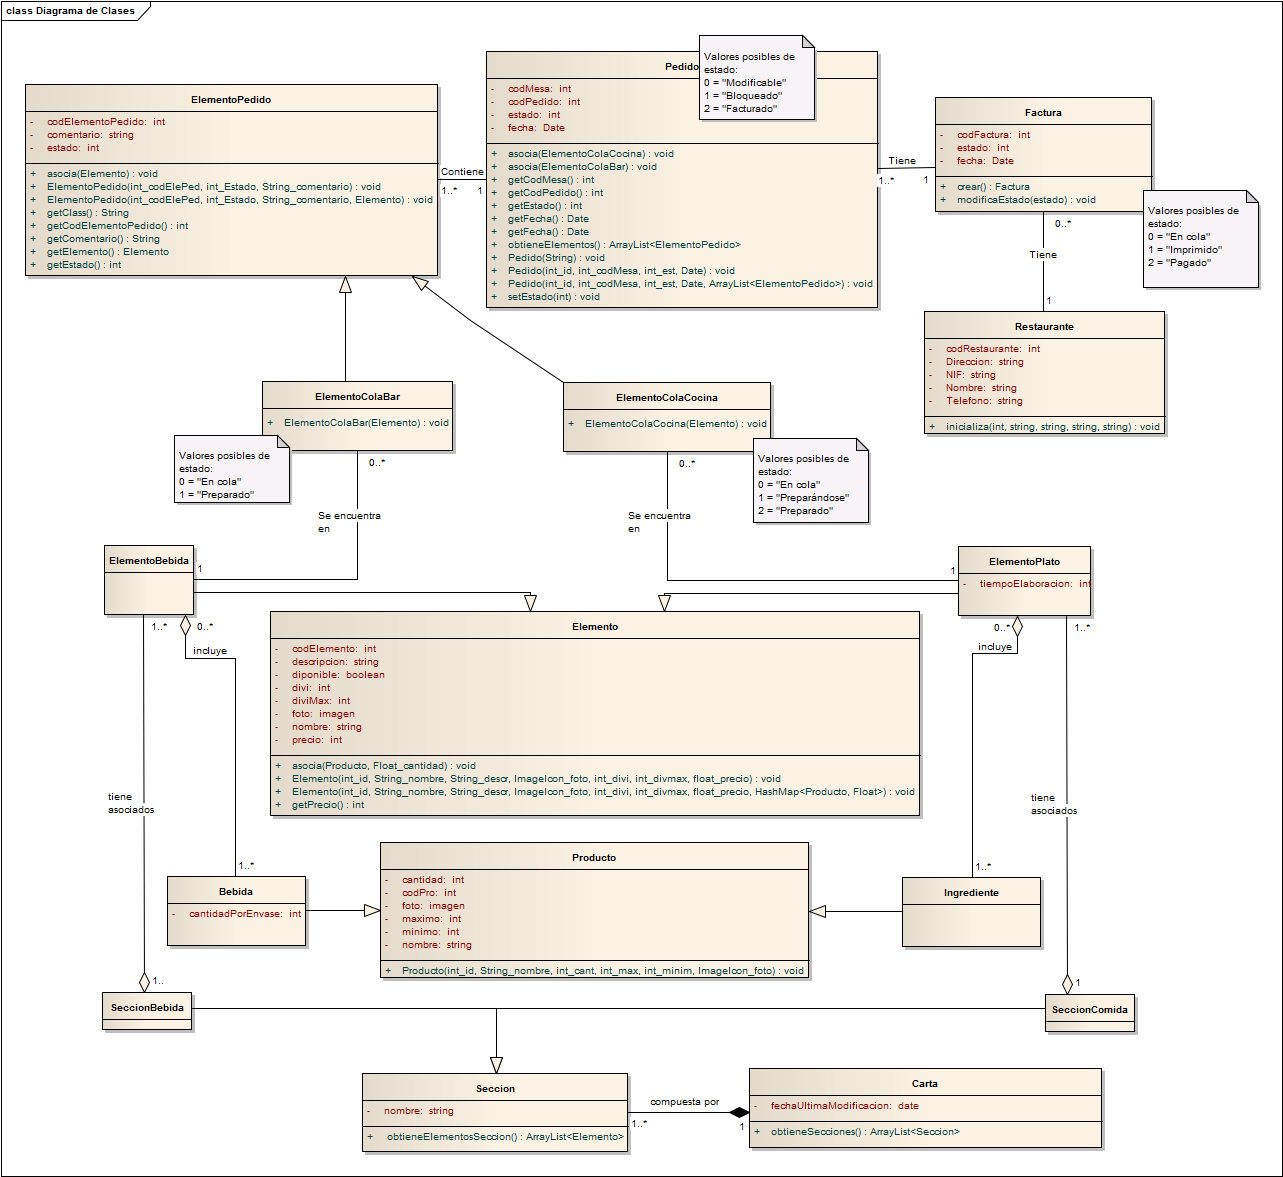 class Diagrama de Clases
ElementoPedido
- codElementoPedido: int
- comentario: string
- estado: int
+ asocia(Elemento) : void
+ ElementoPedido(int_codElePed, int_Estado, String_comentario) : void
+ ElementoPedido(int_codElePed, int_Estado, String_comentario, Elemento) : void
+ getClass() : String
+ getCodElementoPedido() : int
+ getComentario() : String
+ getElemento() : Elemento
+ getEstado() : int
Contiene
1..*
1
Pedido
- codMesa: int
- codPedido: int
- estado: int
- fecha: Date
+ asocia(ElementoColaCocina) : void
+ asocia(ElementoColaBar) : void
+ getCodMesa() : int
+ getCodPedido() : int
+ getEstado() : int
+ getFecha() : Date
+ getFecha() : Date
+ obtieneElementos() : ArrayList<ElementoPedido>
+ Pedido(String) : void
+ Pedido(int_id, int_codMesa, int_est, Date) : void
+ Pedido(int_id, int_codMesa, int_est, Date, ArrayList<ElementoPedido>) : void
+ setEstado(int) : void
Valores posibles de
estado:
0 = "Modificable"
1 = "Bloqueado"
2 = "Facturado"
Tiene
1..*
1
Factura
- codFactura: int
- estado: int
- fecha: Date
+ crear() : Factura
+ modificaEstado(estado) : void
Valores posibles de
estado:
0 = "En cola"
1 = "Imprimido"
2 = "Pagado"
0..*
Tiene
1
Restaurante
- codRestaurante: int
- Direccion: string
- NIF: string
- Nombre: string
- Telefono: string
+ inicializa(int, string, string, string, string) : void
ElementoColaBar
+ ElementoColaBar(Elemento) : void
Valores posibles de
estado:
0 = "En cola"
1 = "Preparado"
0..*
Se encuentra
en
1
ElementoColaCocina
+ ElementoColaCocina(Elemento) : void
Valores posibles de
estado:
0 = "En cola"
1 = "Preparándose"
2 = "Preparado"
0..*
Se encuentra
en
1
ElementoBebida
1..*
0..*
incluye
ElementoPlato
- tiempoElaboracion: int
0..*
1..*
incluye
Elemento
- codElemento: int
- descripcion: string
- diponible: boolean
- divi: int
- diviMax: int
- foto: imagen
- nombre: string
- precio: int
+ asocia(Producto, Float_cantidad) : void
+ Elemento(int_id, String_nombre, String_descr, ImageIcon_foto, int_divi, int_divmax, float_precio) : void
+ Elemento(int_id, String_nombre, String_descr, ImageIcon_foto, int_divi, int_divmax, float_precio, HashMap<Producto, Float>) : void
+ getPrecio() : int
tiene
asociados
tiene
asociados
1..*
1..*
Bebida
- cantidadPorEnvase: int
Producto
- cantidad: int
- codPro: int
- foto: imagen
- maximo: int
- minimo: int
- nombre: string
+ Producto(int_id, String_nombre, int_cant, int_max, int_minim, ImageIcon_foto) : void
Ingrediente
1..
SeccionBebida
1
SeccionComida
Seccion
- nombre: string
+ obtieneElementosSeccion() : ArrayList<Elemento>
compuesta por
1..*
1
Carta
- fechaUltimaModificacion: date
+ obtieneSecciones() : ArrayList<Seccion>